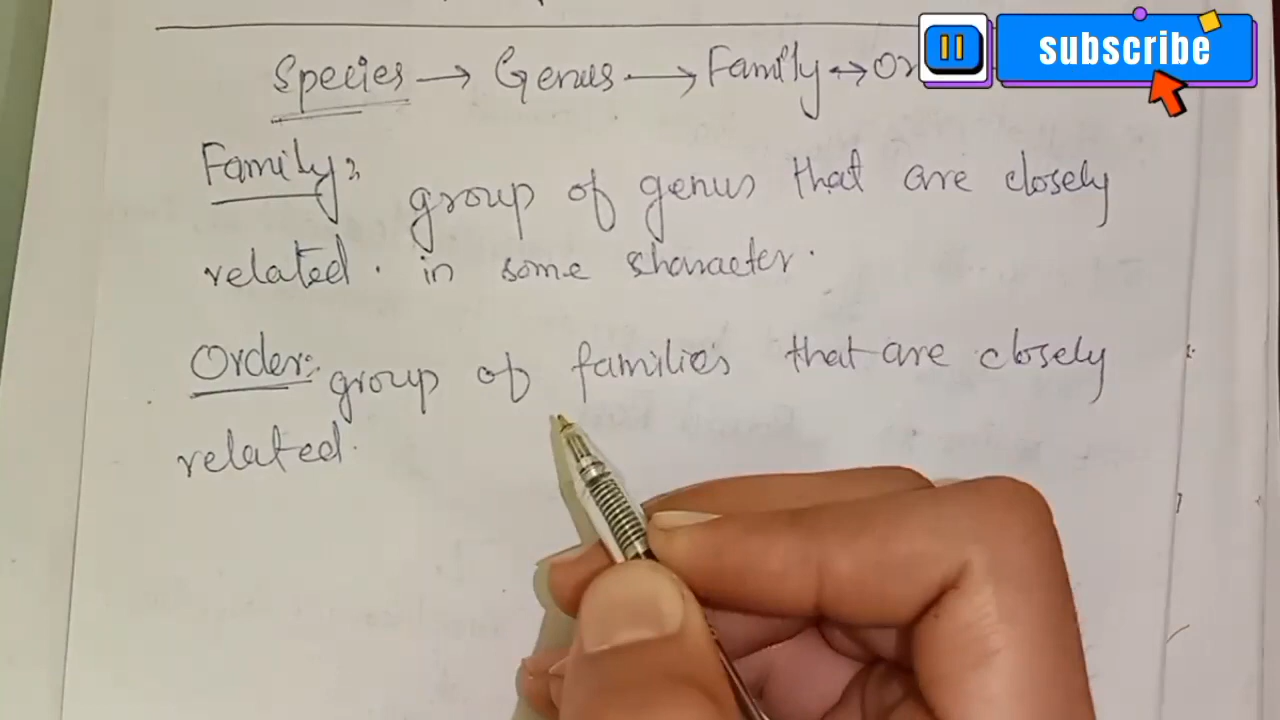 Species → Genus → Family → Or
subscribe
Family: group of genus that are closely
related. in some character.
Order: group of families that are closely
related.